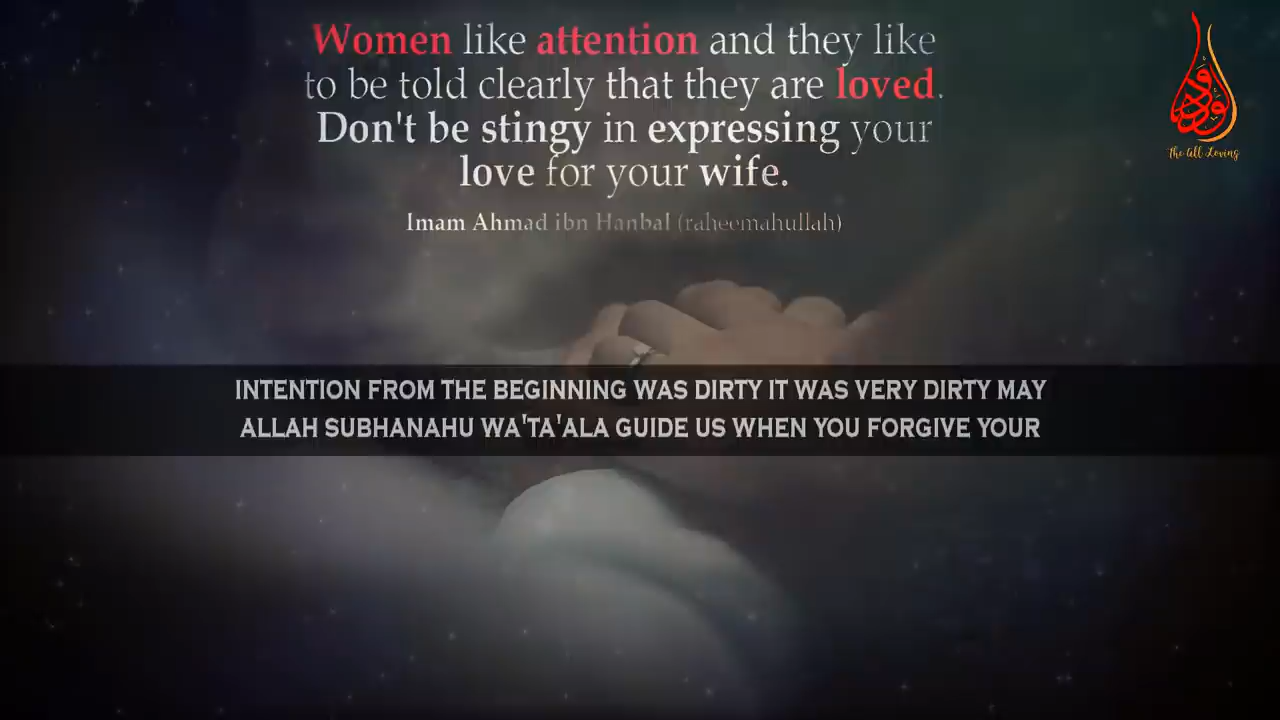 Women like attention and they like
to be told clearly that they are loved.
Don't be stingy in expressing your
love for your wife.
Imam Ahmad ibn Hanbal (raheemahullah)
The All Loving
INTENTION FROM THE BEGINNING WAS DIRTY IT WAS VERY DIRTY MAY
ALLAH SUBHANAHU WA'TA'ALA GUIDE US WHEN YOU FORGIVE YOUR